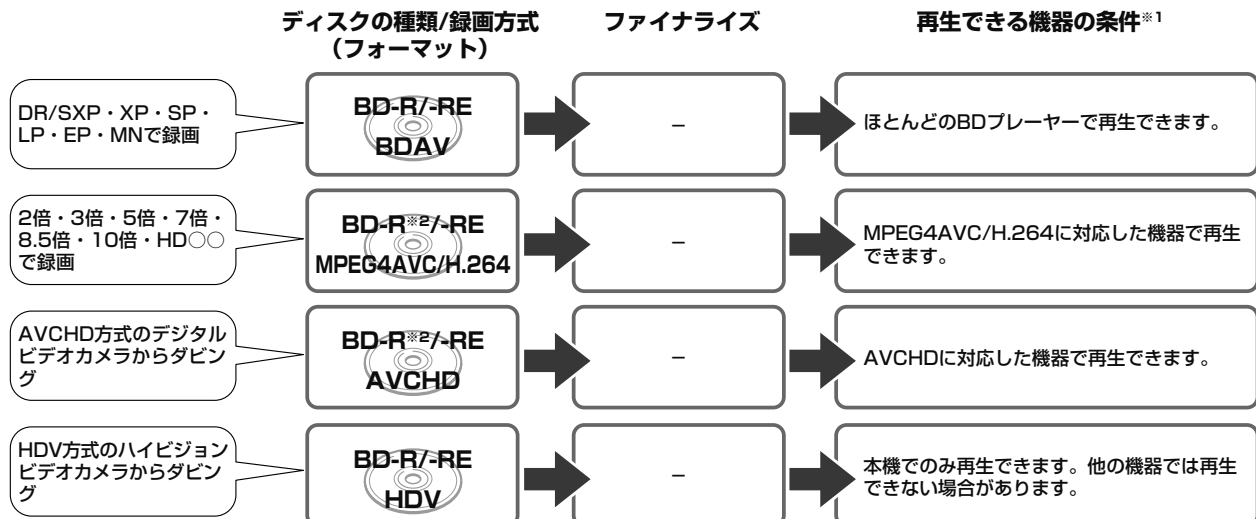 ディスクの種類/録画方式
(フォーマット)
ファイナライズ
再生できる機器の条件※1
DR/SXP・XP・SP・
LP・EP・MNで録画
BD-R/-RE
BDAV
–
ほとんどのBDプレーヤーで再生できます。
2倍・3倍・5倍・7倍・
8.5倍・10倍・HD○○
で録画
BD-R※2/-RE
MPEG4AVC/H.264
–
MPEG4AVC/H.264に対応した機器で再生
できます。
AVCHD方式のデジタル
ビデオカメラからダビン
グ
BD-R※2/-RE
AVCHD
–
AVCHDに対応した機器で再生できます。
HDV方式のハイビジョン
ビデオカメラからダビン
グ
BD-R/-RE
HDV
–
本機でのみ再生できます。他の機器では再生
できない場合があります。